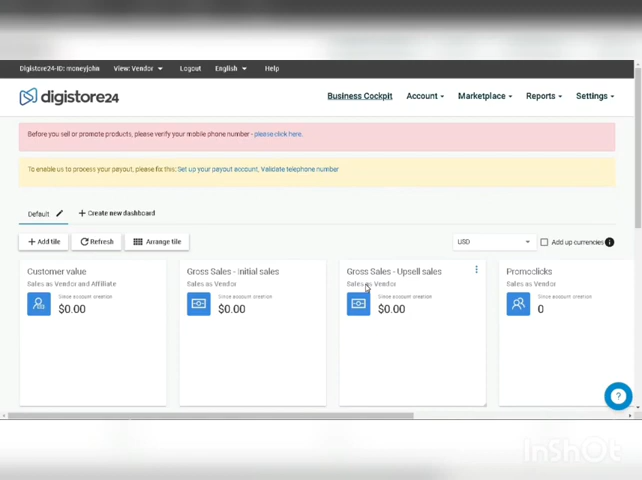 Digistore24-ID: moneyjohn View: Vendor Logout English Help
digistore24 Business Cockpit Account Marketplace Reports Settings
Before you sell or promote products, please verify your mobile phone number - please click here.
To enable us to process your payout, please fix this: Set up your payout account, Validate telephone number
Default + Create new dashboard
+ Add tile Refresh Arrange tile USD Add up currencies
Customer value Gross Sales - Initial sales Gross Sales - Upsell sales Promoclicks
Sales as Vendor and Affiliate Sales as Vendor Sales as Vendor Sales as Vendor
Since account creation Since account creation Since account creation Since account creation
$0.00 $0.00 $0.00 0
?
InShOt